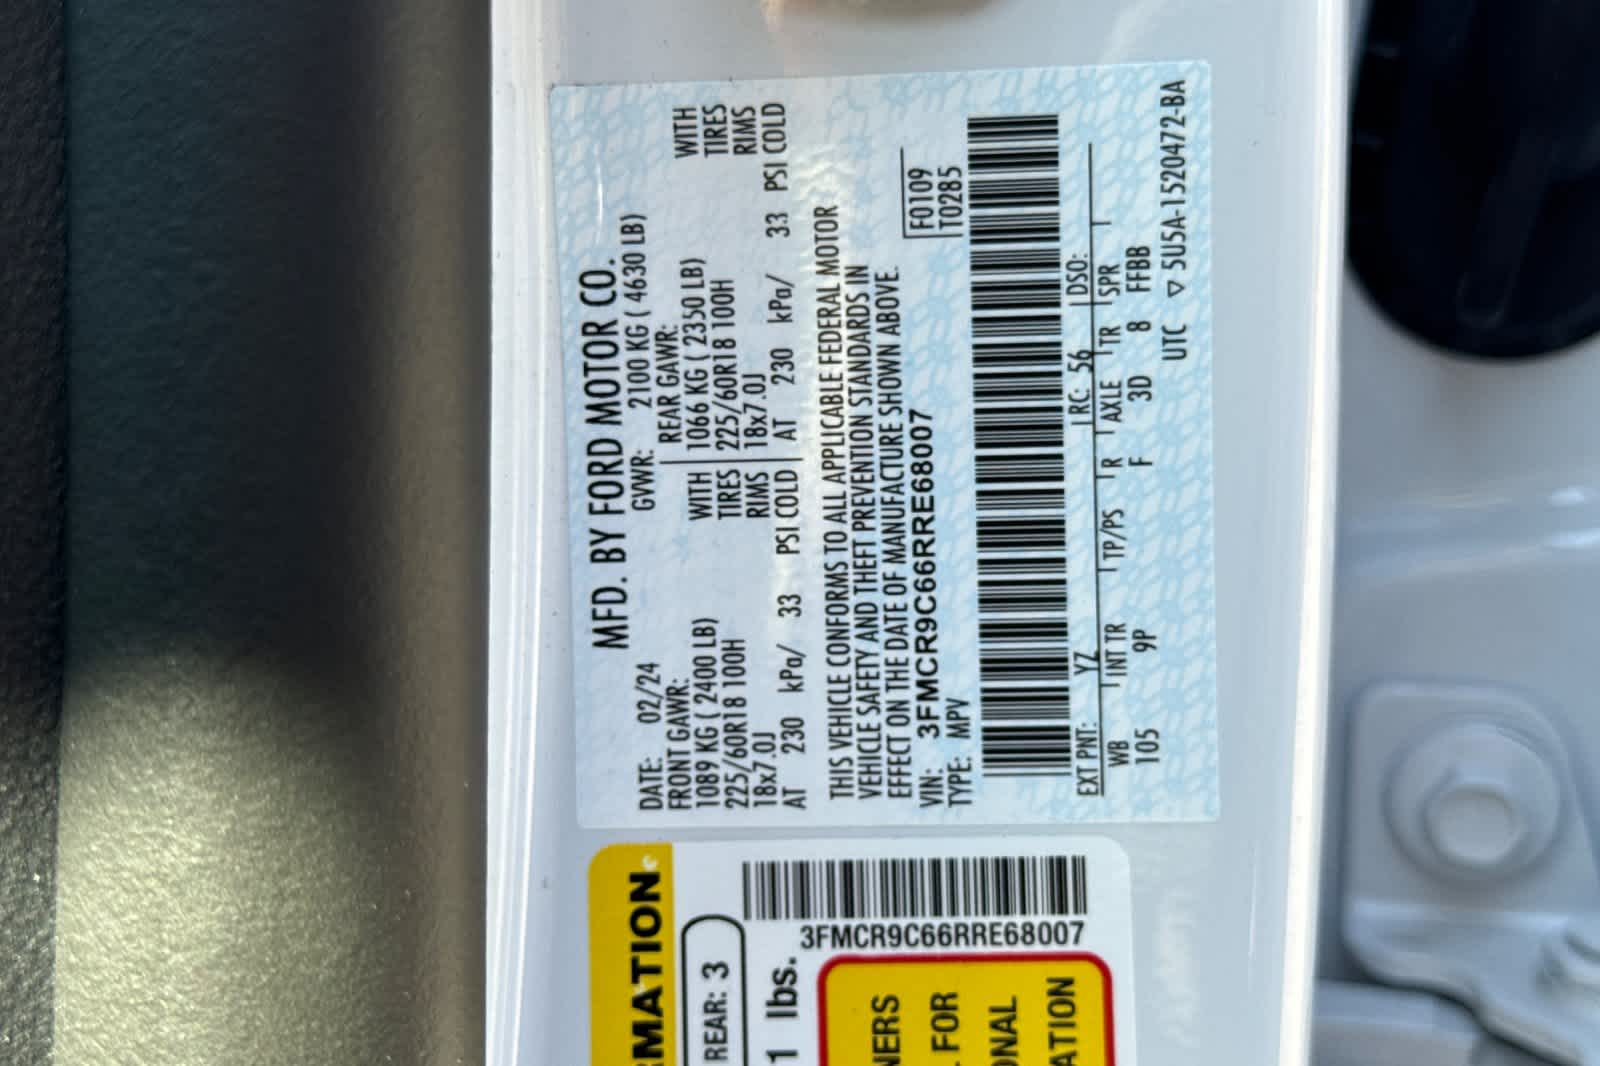 MFD. BY FORD MOTOR CO.
DATE: 02/24 GVWR: 2100 KG ( 4630 LB)
FRONT GAWR: REAR GAWR:
1089 KG ( 2400 LB) WITH 1066 KG ( 2350 LB) WITH
225/60R18 100H TIRES 225/60R18 100H TIRES
18x7.0J RIMS 18x7.0J RIMS
AT 230 kPa/ 33 PSI COLD AT 230 kPa/ 33 PSI COLD
THIS VEHICLE CONFORMS TO ALL APPLICABLE FEDERAL MOTOR
VEHICLE SAFETY AND THEFT PREVENTION STANDARDS IN
EFFECT ON THE DATE OF MANUFACTURE SHOWN ABOVE.
VIN: 3FMCR9C66RRE68007 F0109
TYPE: MPV T0285
EXT PNT: YZ RC: 56 DSO:
WB INT TR TP/PS R AXLE TR SPR
105 9P F 3D 8 FFBB
UTC ▽ 5U5A-1520472-BA
RMATION
REAR: 3
1 lbs.
3FMCR9C66RRE68007
NERS
FOR
ONAL
ATION